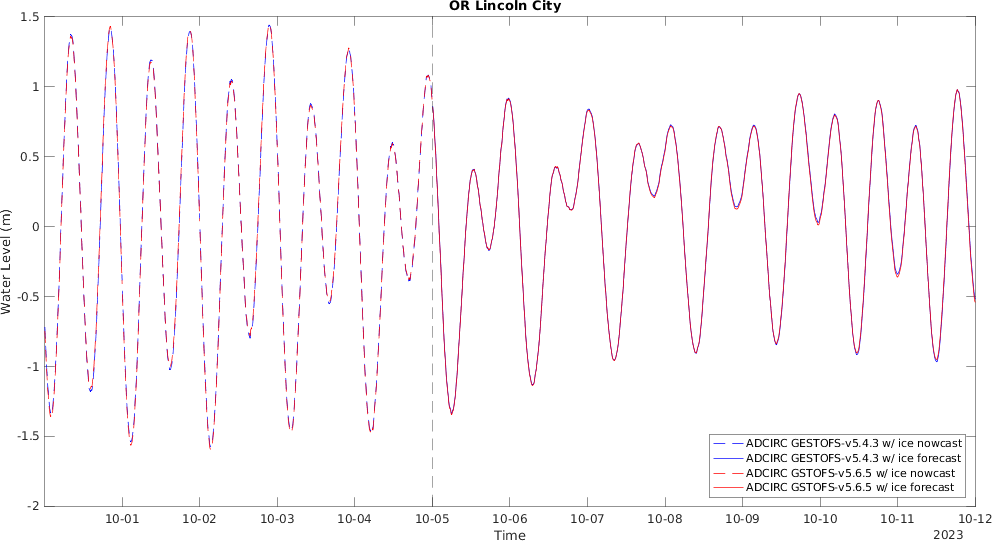 OR Lincoln City
1.5
1
0.5
0
-0.5
-1
-1.5
-2
Water Level (m)
10-01 10-02 10-03 10-04 10-05 10-06 10-07 10-08 10-09 10-10 10-11 10-12
Time
2023
ADCIRC GESTOFS-v5.4.3 w/ ice nowcast
ADCIRC GESTOFS-v5.4.3 w/ ice forecast
ADCIRC GSTOFS-v5.6.5 w/ ice nowcast
ADCIRC GSTOFS-v5.6.5 w/ ice forecast